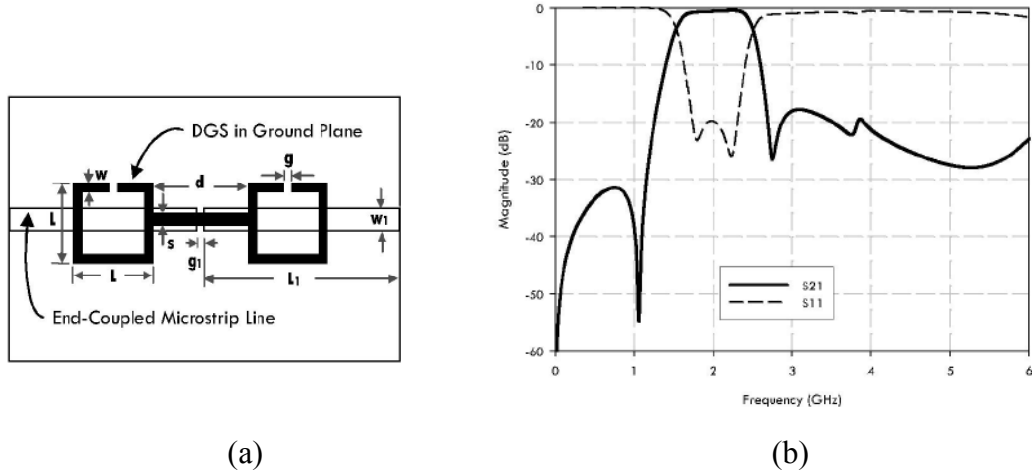 DGS in Ground Plane
w
g
d
L
s
w1
g1
L
L1
End-Coupled Microstrip Line
(a)
0
-10
-20
-30
-40
-50
-60
Magnitude (dB)
S21
S11
0 1 2 3 4 5 6
Frequency (GHz)
(b)